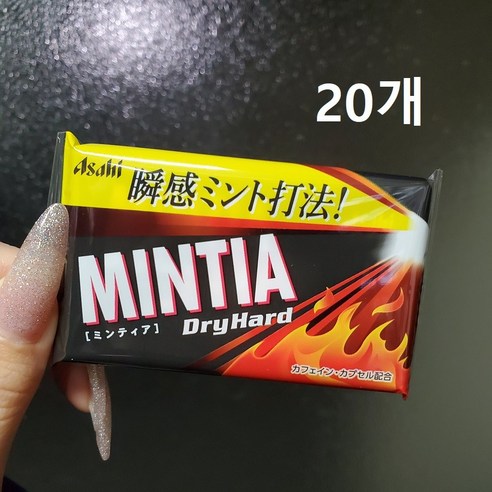 20개
Asahi
瞬感ミント打法!
MINTIA
[ミンティア]
DryHard
カフェイン・カプセル配合